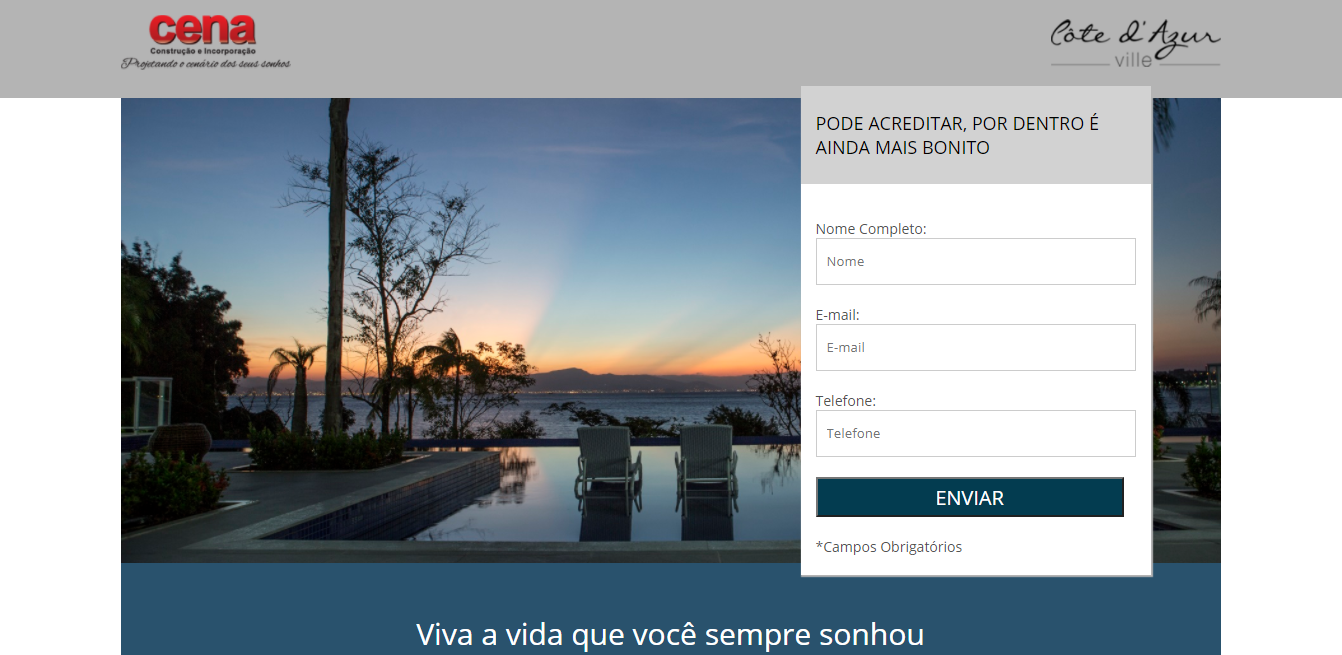 cena
Construção e Incorporação
Projetando o cenário dos seus sonhos
Côte d'Azur
ville
PODE ACREDITAR, POR DENTRO É
AINDA MAIS BONITO
Nome Completo:
Nome
E-mail:
E-mail
Telefone:
Telefone
ENVIAR
*Campos Obrigatórios
Viva a vida que você sempre sonhou